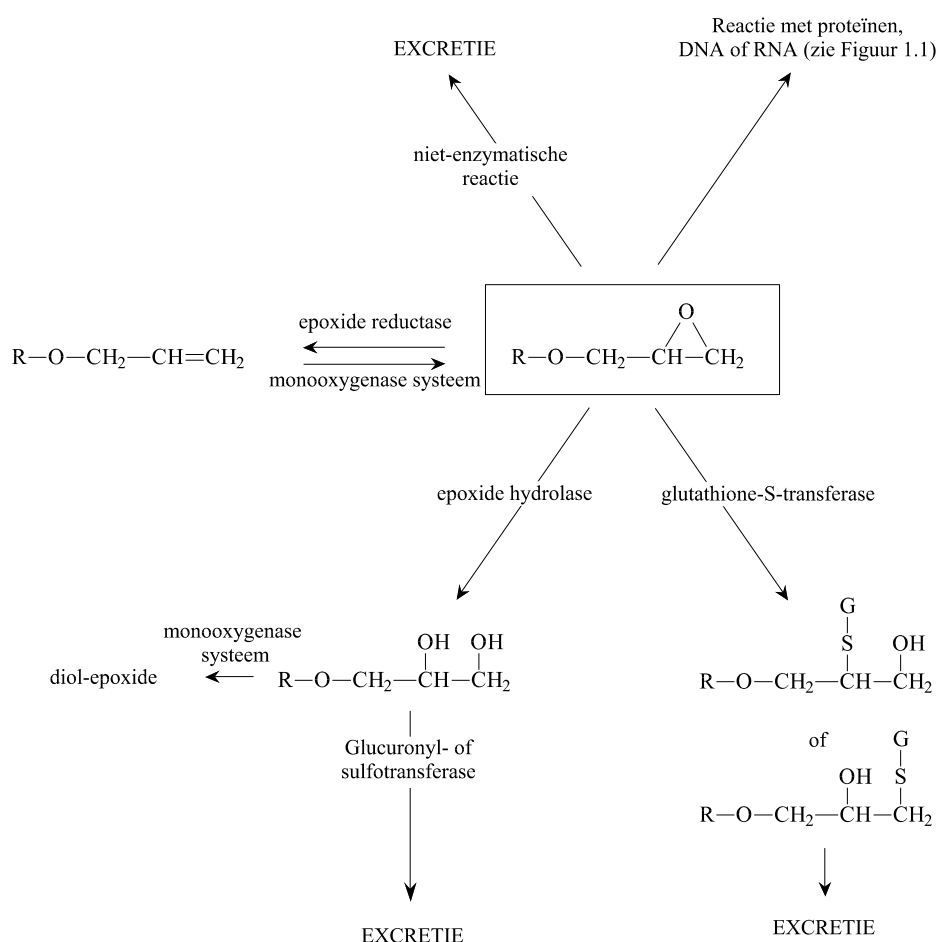 Reactie met proteïnen,
EXCRETIE
DNA of RNA (zie Figuur 1.1)
niet-enzymatische
reactie
epoxide reductase
O
R—O—CH₂—CH=CH₂
R—O—CH₂—CH—CH₂
monooxygenase systeem
epoxide hydrolase
glutathione-S-transferase
G
monooxygenase
systeem
OH OH
S OH
diol-epoxide
R—O—CH₂—CH—CH₂
R—O—CH₂—CH—CH₂
of
G
Glucuronyl- of
sulfotransferase
OH S
R—O—CH₂—CH—CH₂
EXCRETIE
EXCRETIE